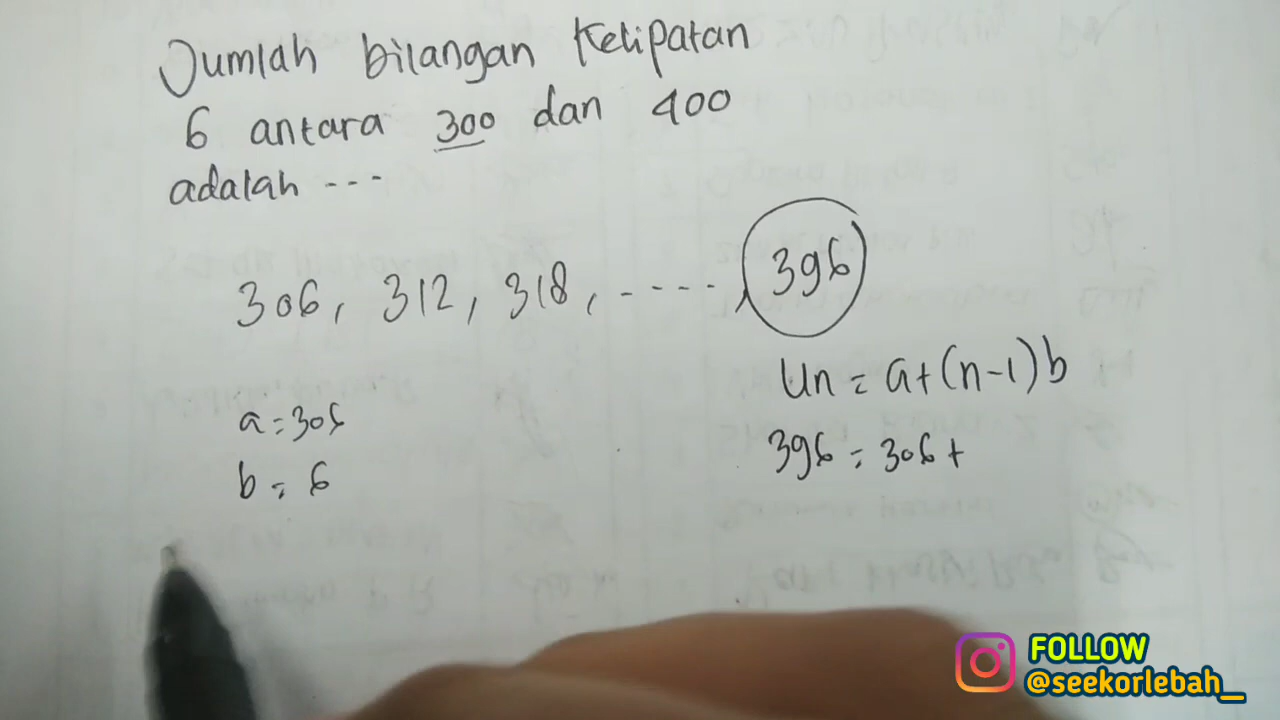 Jumlah bilangan Kelipatan
6 antara 300 dan 400
adalah ---
306, 312, 318, ....., 396
Un = a+(n-1)b
a=306
396 = 306+
b= 6
FOLLOW
@seekorlebah_